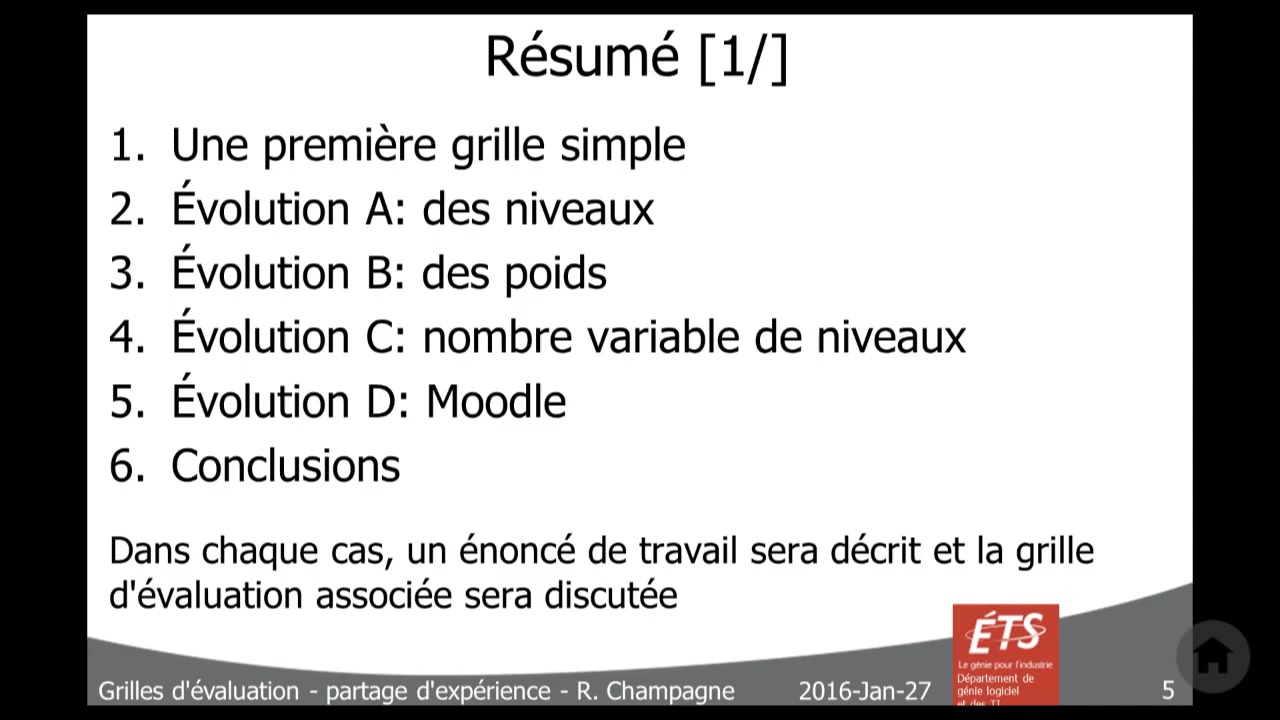 Résumé [1/]
1. Une première grille simple
2. Évolution A: des niveaux
3. Évolution B: des poids
4. Évolution C: nombre variable de niveaux
5. Évolution D: Moodle
6. Conclusions
Dans chaque cas, un énoncé de travail sera décrit et la grille
d'évaluation associée sera discutée
ÉTS
Le génie pour l'industrie
Département de
génie logiciel
et des TI
Grilles d'évaluation - partage d'expérience - R. Champagne
2016-Jan-27
5